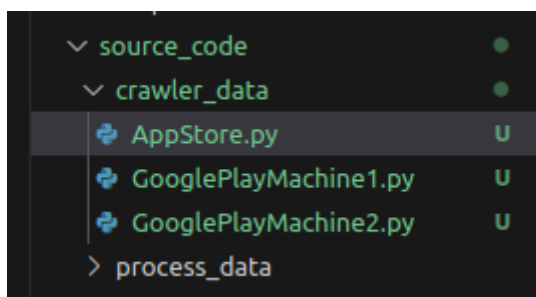 source_code
crawler_data
AppStore.py U
GooglePlayMachine1.py U
GooglePlayMachine2.py U
process_data